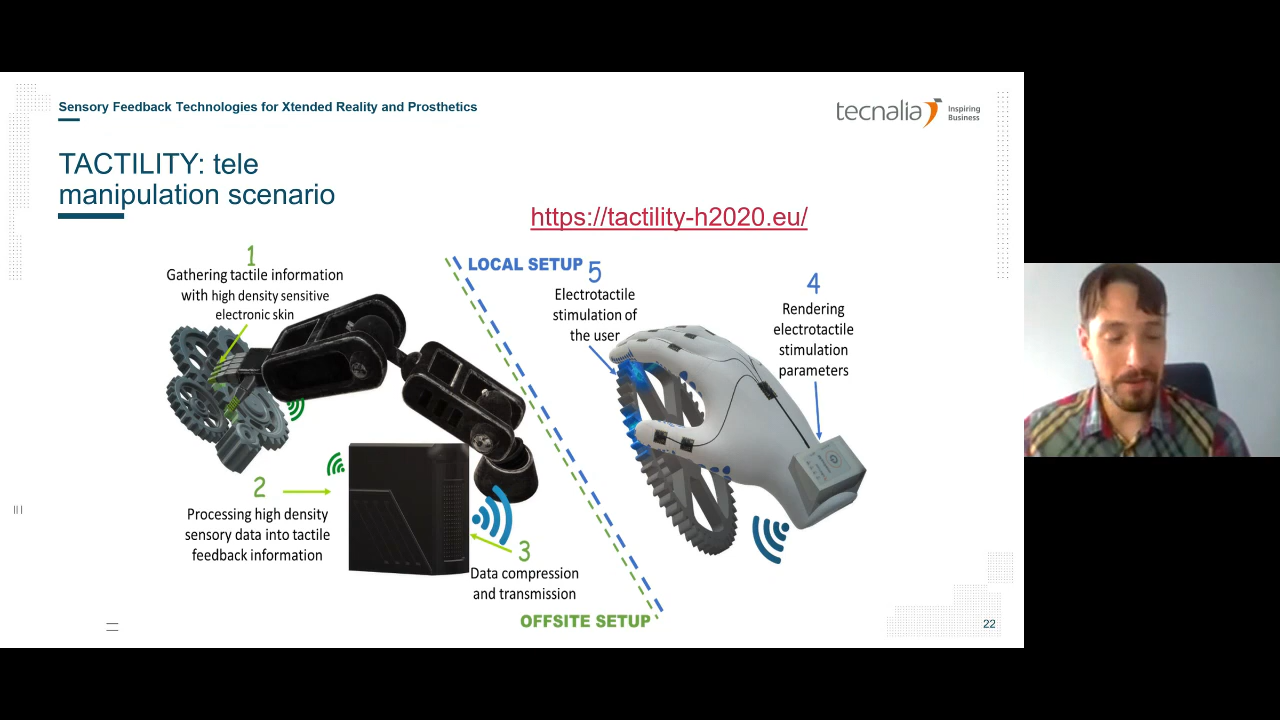 Sensory Feedback Technologies for Xtended Reality and Prosthetics
tecnalia
Inspiring
Business
TACTILITY: tele
manipulation scenario
https://tactility-h2020.eu/
1
Gathering tactile information
with high density sensitive
electronic skin
LOCAL SETUP
5
Electrotactile
stimulation of
the user
4
Rendering
electrotactile
stimulation
parameters
2
Processing high density
sensory data into tactile
feedback information
3
Data compression
and transmission
OFFSITE SETUP
22